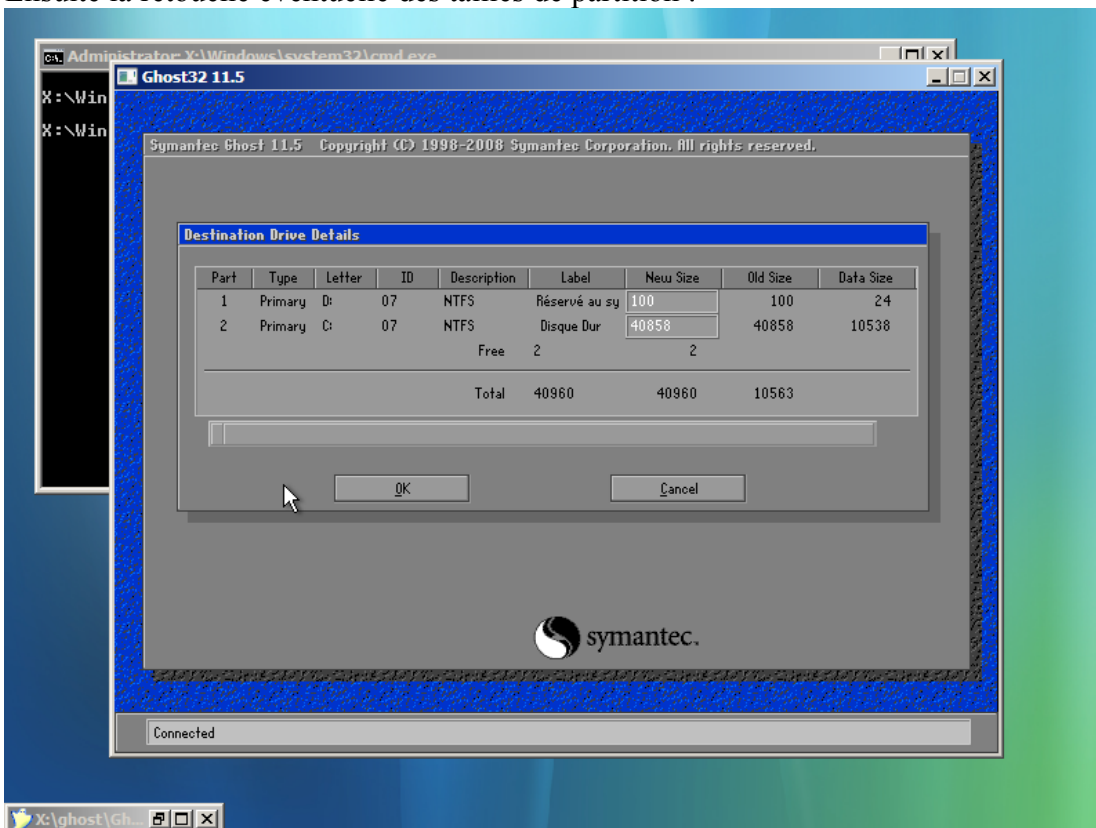 Ensuite la retouche éventuelle des tailles de partition :
Administrator: X:\Windows\system32\cmd.exe
Ghost32 11.5
X:\Win
X:\Win
Symantec Ghost 11.5 Copyright (C) 1998-2008 Symantec Corporation. All rights reserved.
Destination Drive Details
Part Type Letter ID Description Label New Size Old Size Data Size
1 Primary D: 07 NTFS Réservé au sy 100 100 24
2 Primary C: 07 NTFS Disque Dur 40858 40858 10538
Free 2 2
Total 40960 40960 10563
OK Cancel
symantec.
Connected
X:\ghost\Gh...